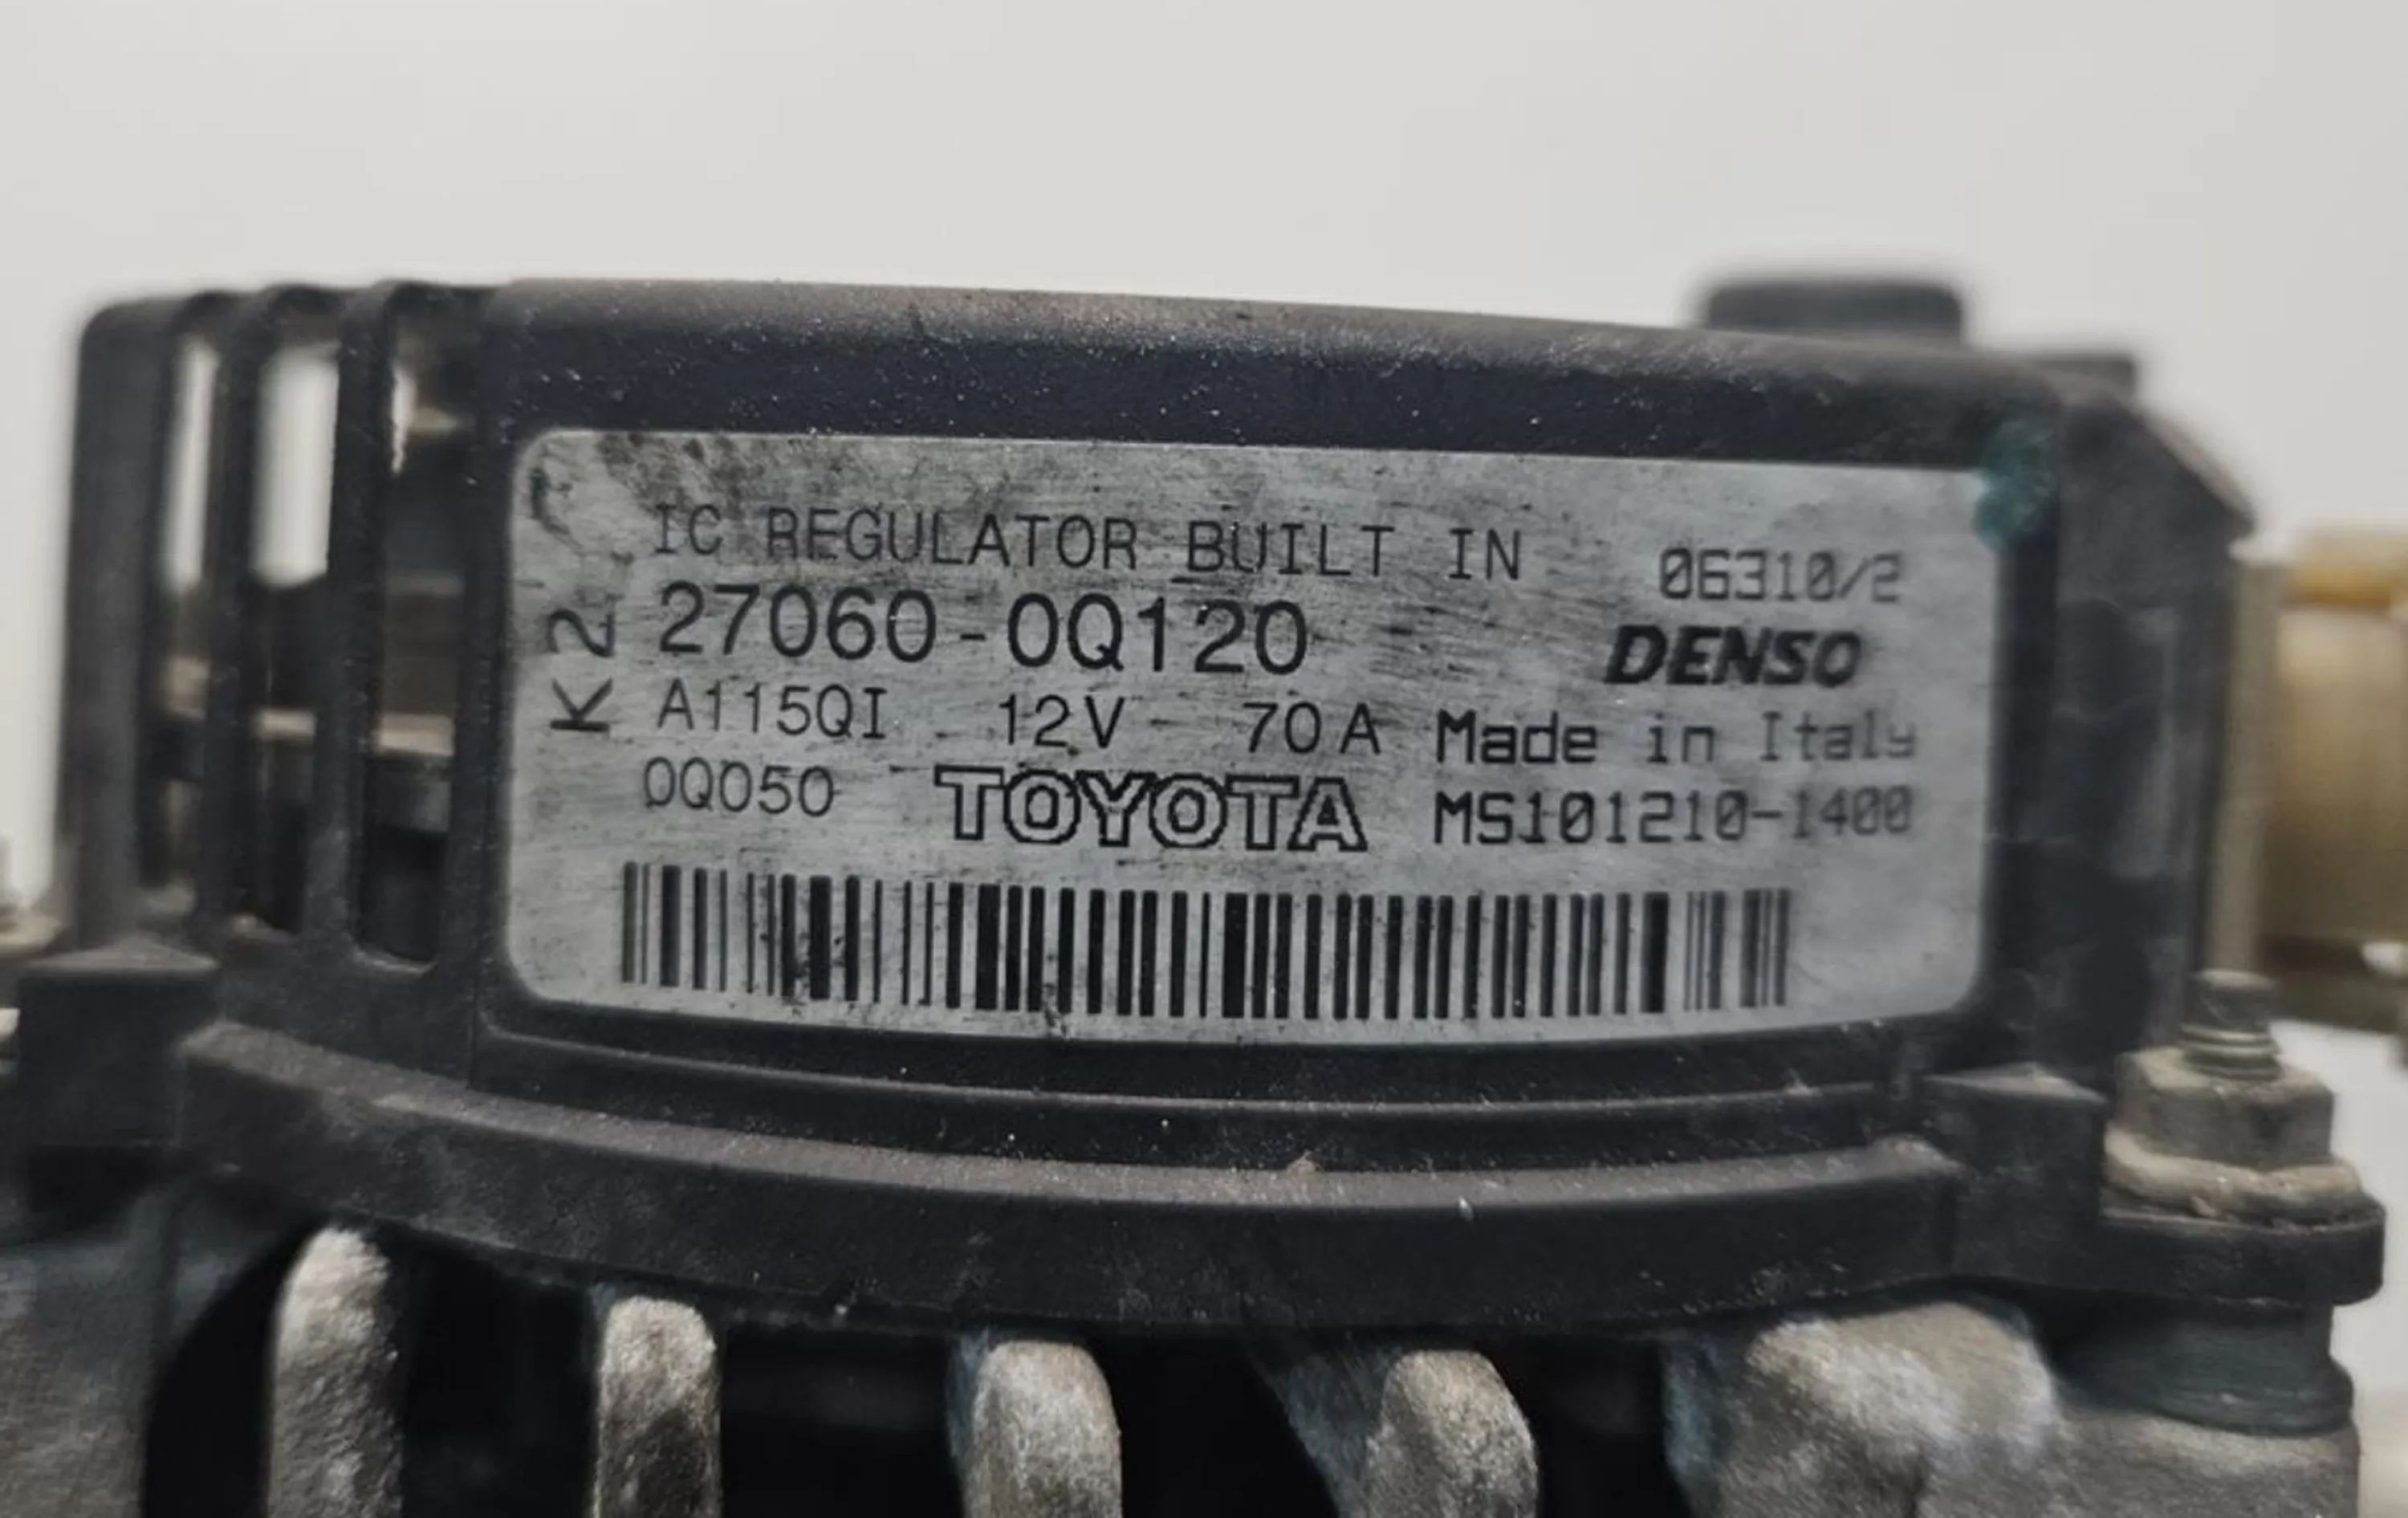 IC REGULATOR BUILT IN
06310/2
K2
27060-0Q120
DENSO
A115QI 12V 70A Made in Italy
0Q050 TOYOTA MS101210-1400